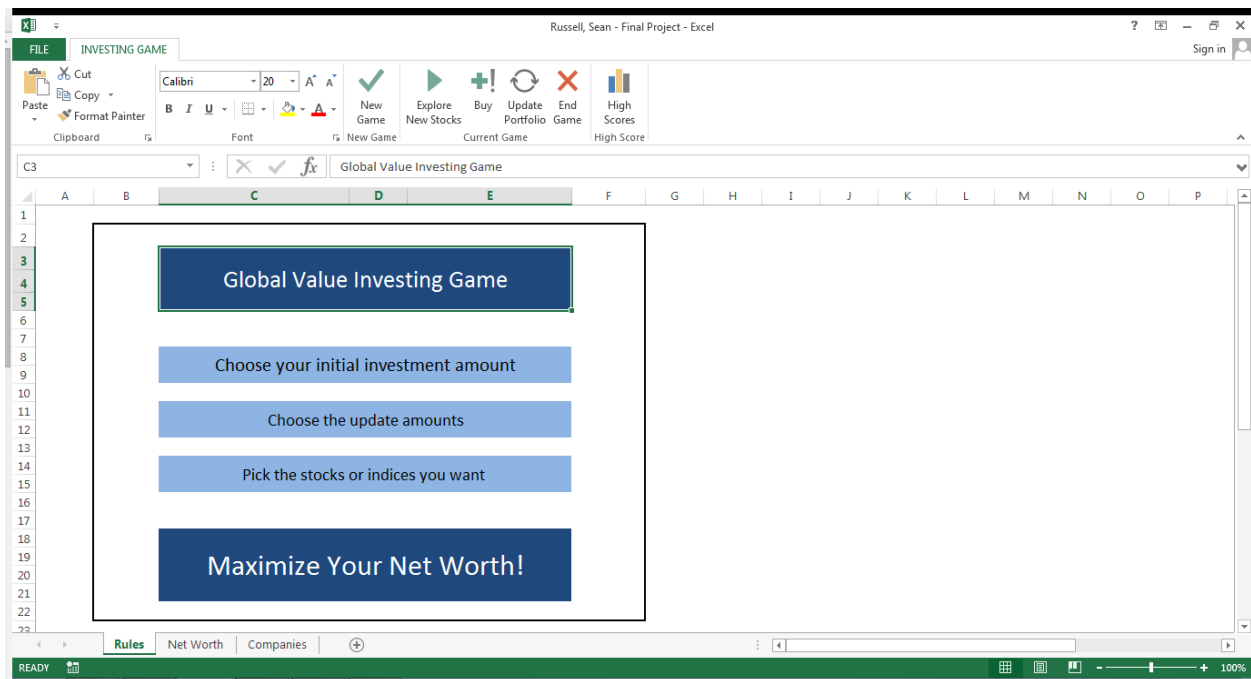 Russell, Sean - Final Project - Excel
?
FILE INVESTING GAME Sign in
Cut
Copy
Format Painter
Paste
Calibri 20 A A
B I U A
New Game
Explore New Stocks
Buy
Update Portfolio
End Game
High Scores
Clipboard Font New Game Current Game High Score
C3 fx Global Value Investing Game
A B C D E F G H I J K L M N O P
1
2
3
4
5
6
7
8
9
10
11
12
13
14
15
16
17
18
19
20
21
22
23
Global Value Investing Game
Choose your initial investment amount
Choose the update amounts
Pick the stocks or indices you want
Maximize Your Net Worth!
Rules Net Worth Companies
READY 100%